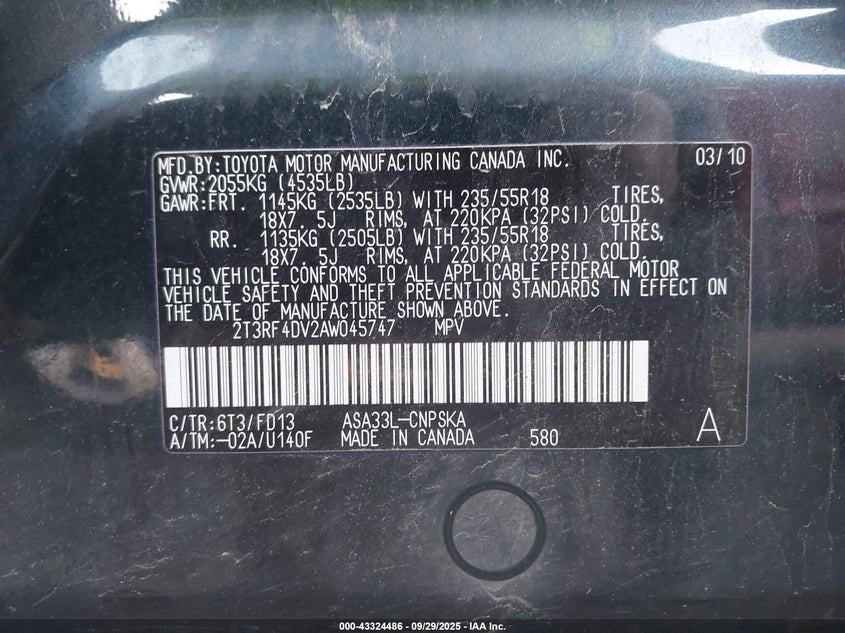 MFD.BY:TOYOTA MOTOR MANUFACTURING CANADA INC. 03/10
GVWR:2055KG (4535LB)
GAWR:FRT. 1145KG (2535LB) WITH 235/55R18 TIRES,
18X7. 5J RIMS, AT 220KPA (32PSI) COLD.
RR. 1135KG (2505LB) WITH 235/55R18 TIRES,
18X7. 5J RIMS, AT 220KPA (32PSI) COLD.
THIS VEHICLE CONFORMS TO ALL APPLICABLE FEDERAL MOTOR
VEHICLE SAFETY AND THEFT PREVENTION STANDARDS IN EFFECT ON
THE DATE OF MANUFACTURE SHOWN ABOVE.
2T3RF4DV2AW045747 MPV
C/TR:6T3/FD13 ASA33L-CNPSKA
A/TM:-02A/U140F MADE IN CANADA 580 A
000-43324486 - 09/29/2025 - IAA Inc.